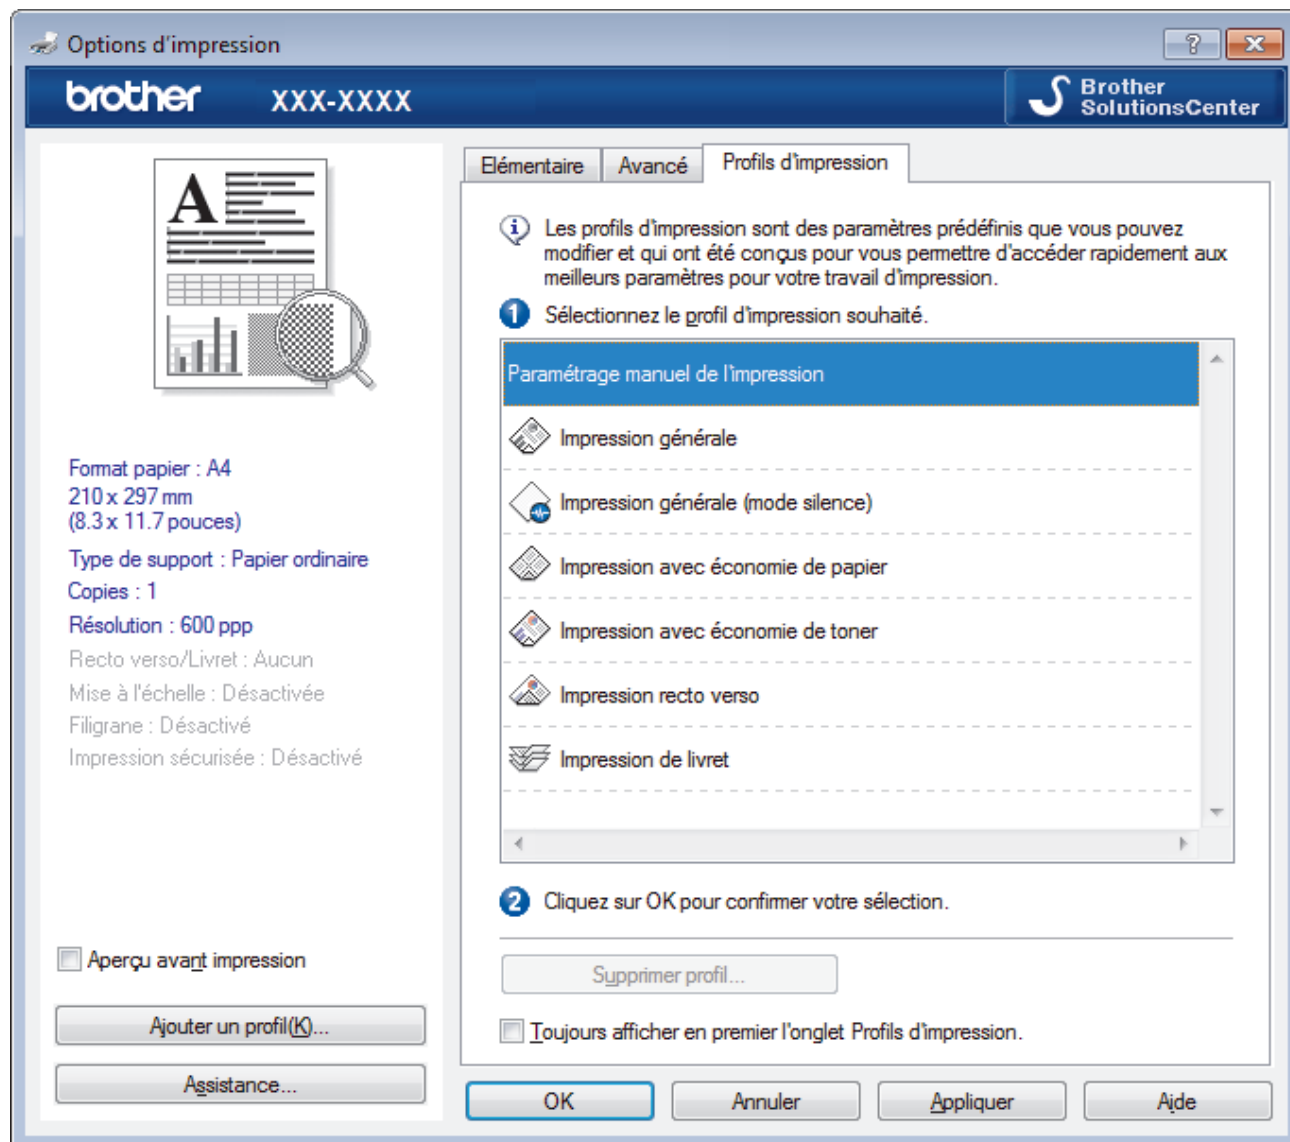 Options d'impression
brother XXX-XXXX
Brother
SolutionsCenter
A
Format papier : A4
210 x 297 mm
(8.3 x 11.7 pouces)
Type de support : Papier ordinaire
Copies : 1
Résolution : 600 ppp
Recto verso/Livret : Aucun
Mise à l'échelle : Désactivée
Filigrane : Désactivé
Impression sécurisée : Désactivé
Aperçu avant impression
Ajouter un profil(K)...
Assistance...
Elémentaire
Avancé
Profils d'impression
Les profils d'impression sont des paramètres prédéfinis que vous pouvez
modifier et qui ont été conçus pour vous permettre d'accéder rapidement aux
meilleurs paramètres pour votre travail d'impression.
1 Sélectionnez le profil d'impression souhaité.
Paramétrage manuel de l'impression
Impression générale
Impression générale (mode silence)
Impression avec économie de papier
Impression avec économie de toner
Impression recto verso
Impression de livret
2 Cliquez sur OK pour confirmer votre sélection.
Supprimer profil...
Toujours afficher en premier l'onglet Profils d'impression.
OK
Annuler
Appliquer
Aide